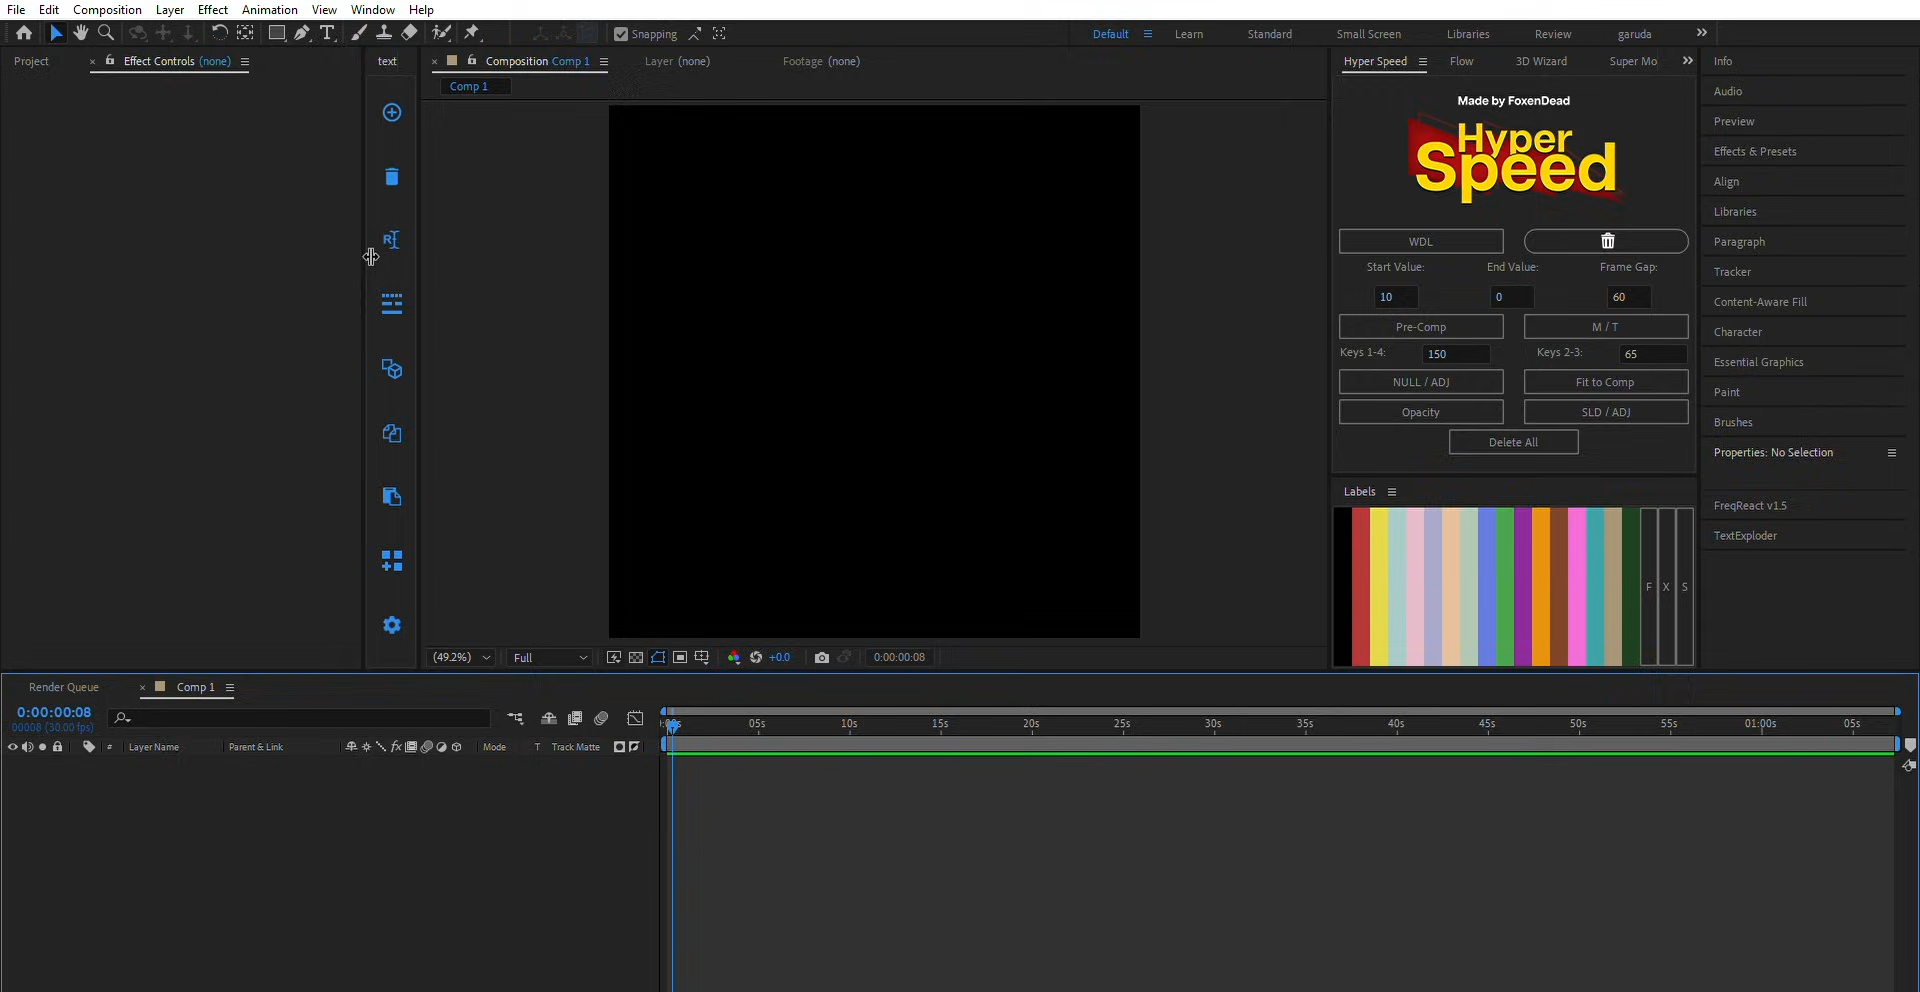 File Edit Composition Layer Effect Animation View Window Help
Snapping Default Learn Standard Small Screen Libraries Review garuda
Project Effect Controls (none) text Composition Comp 1 Layer (none) Footage (none) Hyper Speed Flow 3D Wizard Super Mo Info
Comp 1
Audio
Made by FoxenDead
Hyper
Speed
Preview
Effects & Presets
Align
Libraries
WDL
Paragraph
Start Value: End Value: Frame Gap:
Tracker
10 0 60
Content-Aware Fill
Pre-Comp M / T
Character
Keys 1-4: 150 Keys 2-3: 65
Essential Graphics
NULL / ADJ Fit to Comp
Paint
Opacity SLD / ADJ
Brushes
Delete All
Properties: No Selection
Labels
FreqReact v1.5
TextExploder
F X S
(49.2%) Full +0.0 0:00:00:08
Render Queue Comp 1
0:00:00:08
00008 (30.00 fps)
05s 10s 15s 20s 25s 30s 35s 40s 45s 50s 55s 01:00s 05s
# Layer Name Parent & Link fx Mode T Track Matte